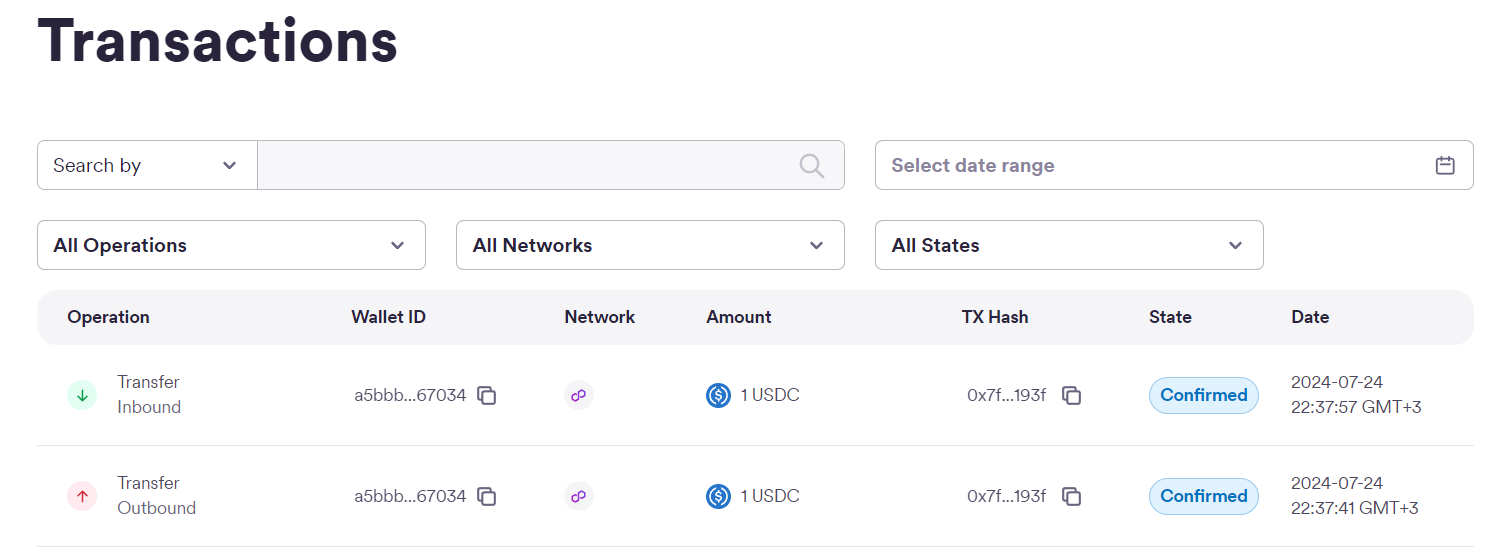 Transactions
Search by
Select date range
All Operations
All Networks
All States
Operation Wallet ID Network Amount TX Hash State Date
Transfer
Inbound
a5bbb...67034
1 USDC
0x7f...193f
Confirmed
2024-07-24
22:37:57 GMT+3
Transfer
Outbound
a5bbb...67034
1 USDC
0x7f...193f
Confirmed
2024-07-24
22:37:41 GMT+3